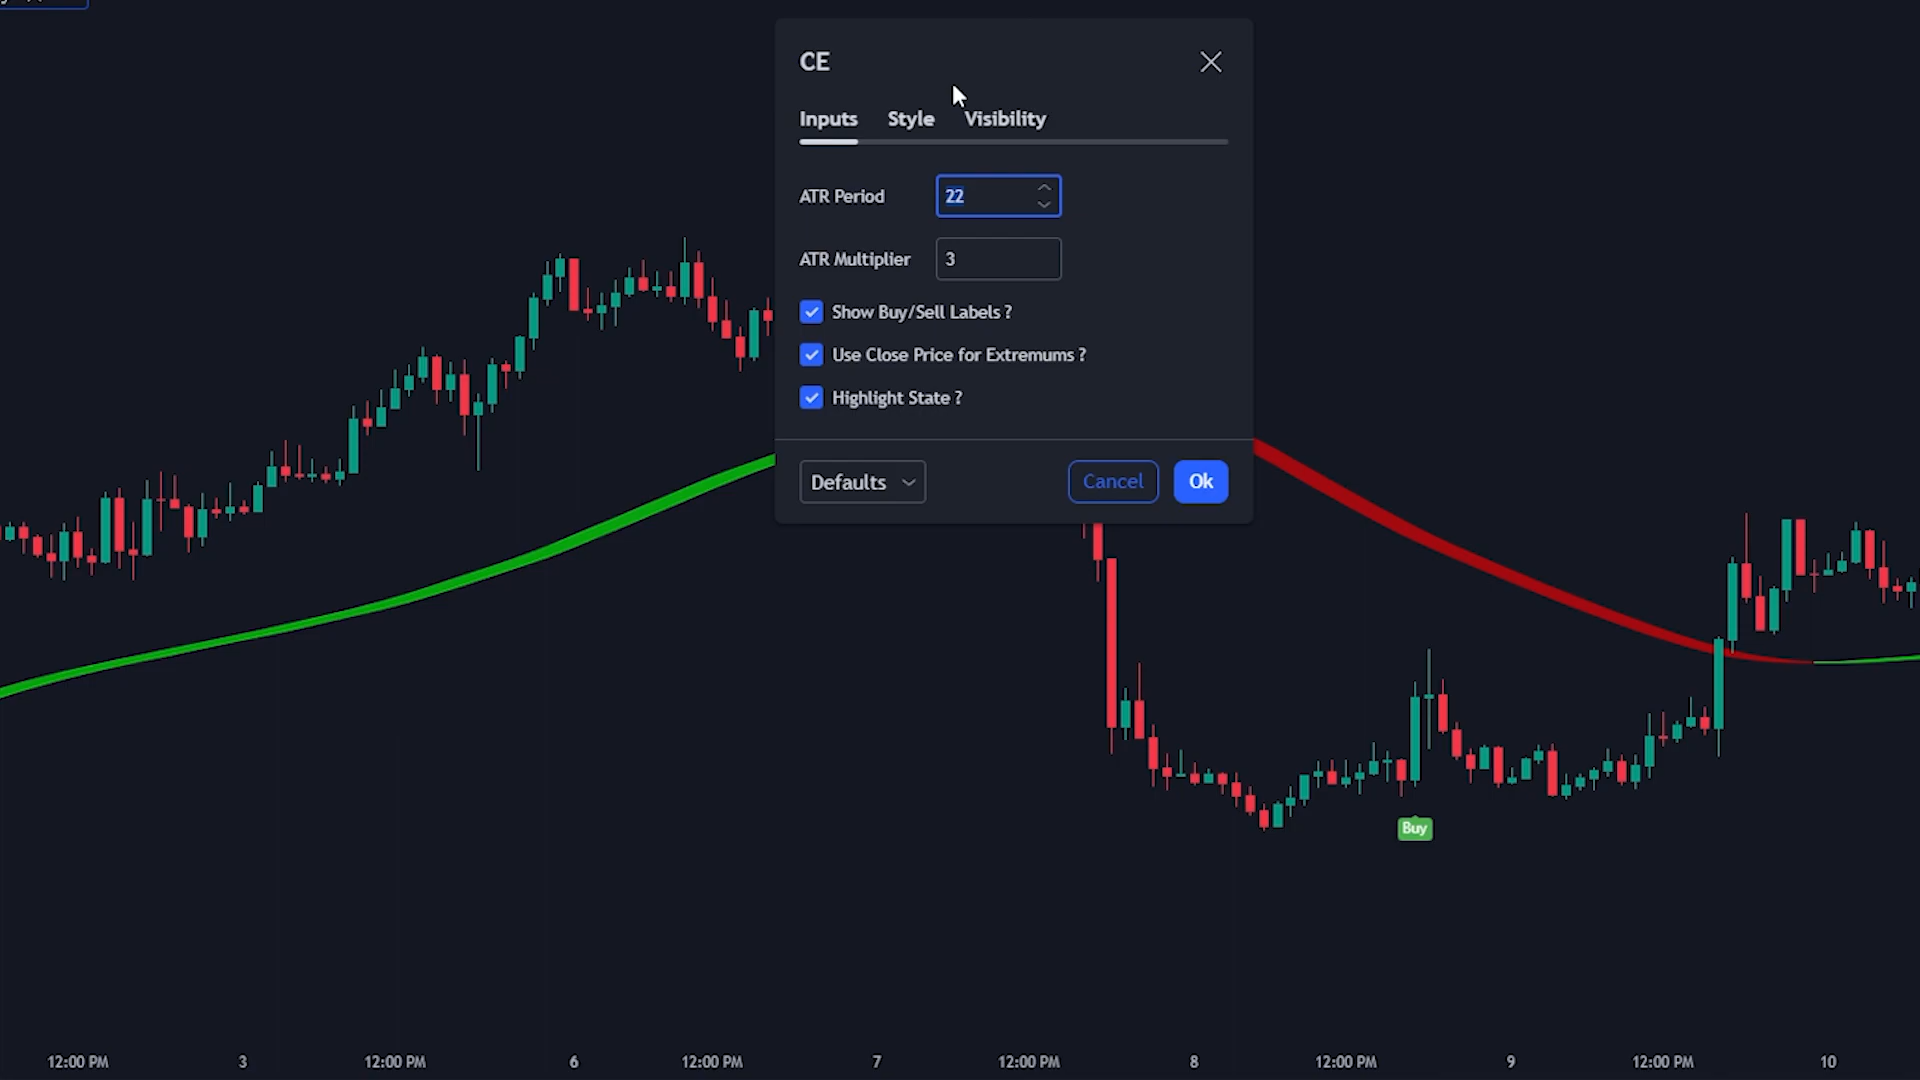 CE
Inputs Style Visibility
ATR Period 22
ATR Multiplier 3
Show Buy/Sell Labels ?
Use Close Price for Extremums ?
Highlight State ?
Defaults Cancel Ok
Buy
12:00 PM 3 12:00 PM 6 12:00 PM 7 12:00 PM 8 12:00 PM 9 12:00 PM 10